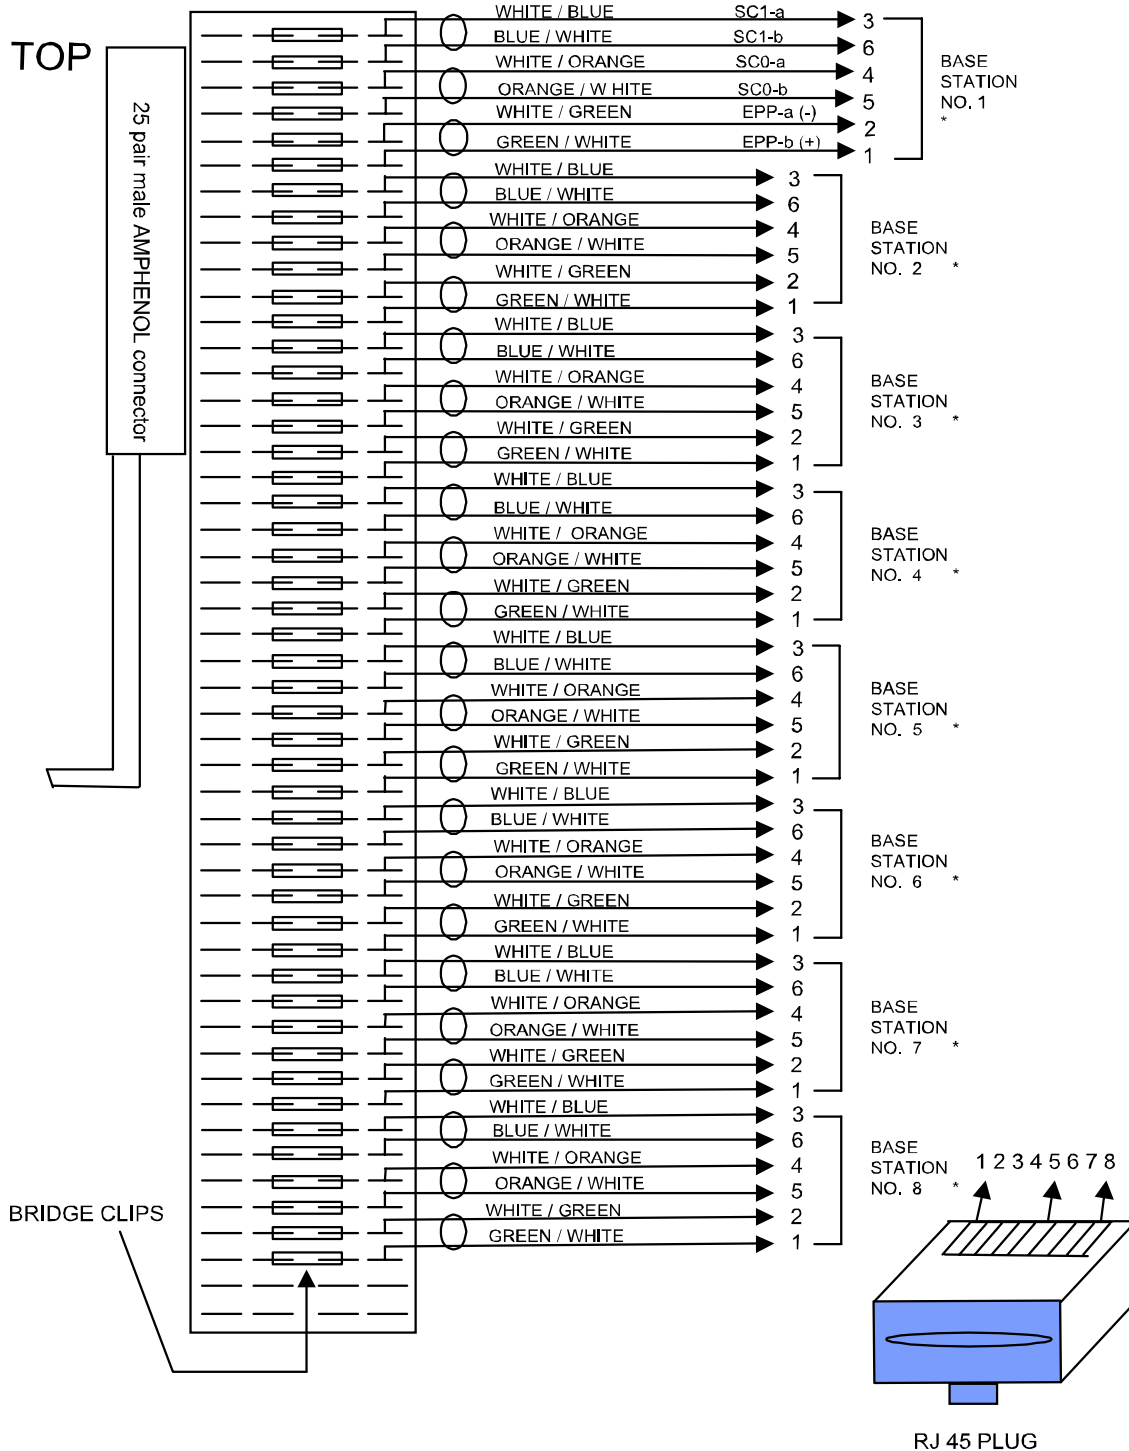 TOP
25 pair male AMPHENOL connector
WHITE / BLUE SC1-a 3
BLUE / WHITE SC1-b 6
WHITE / ORANGE SC0-a 4
ORANGE / W HITE SC0-b 5
WHITE / GREEN EPP-a (-) 2
GREEN / WHITE EPP-b (+) 1
BASE
STATION
NO. 1
*
WHITE / BLUE 3
BLUE / WHITE 6
WHITE / ORANGE 4
ORANGE / WHITE 5
WHITE / GREEN 2
GREEN / WHITE 1
BASE
STATION
NO. 2 *
WHITE / BLUE 3
BLUE / WHITE 6
WHITE / ORANGE 4
ORANGE / WHITE 5
WHITE / GREEN 2
GREEN / WHITE 1
BASE
STATION
NO. 3 *
WHITE / BLUE 3
BLUE / WHITE 6
WHITE / ORANGE 4
ORANGE / WHITE 5
WHITE / GREEN 2
GREEN / WHITE 1
BASE
STATION
NO. 4 *
WHITE / BLUE 3
BLUE / WHITE 6
WHITE / ORANGE 4
ORANGE / WHITE 5
WHITE / GREEN 2
GREEN / WHITE 1
BASE
STATION
NO. 5 *
WHITE / BLUE 3
BLUE / WHITE 6
WHITE / ORANGE 4
ORANGE / WHITE 5
WHITE / GREEN 2
GREEN / WHITE 1
BASE
STATION
NO. 6 *
WHITE / BLUE 3
BLUE / WHITE 6
WHITE / ORANGE 4
ORANGE / WHITE 5
WHITE / GREEN 2
GREEN / WHITE 1
BASE
STATION
NO. 7 *
WHITE / BLUE 3
BLUE / WHITE 6
WHITE / ORANGE 4
ORANGE / WHITE 5
WHITE / GREEN 2
GREEN / WHITE 1
BASE
STATION
NO. 8 *
BRIDGE CLIPS
1 2 3 4 5 6 7 8
RJ 45 PLUG